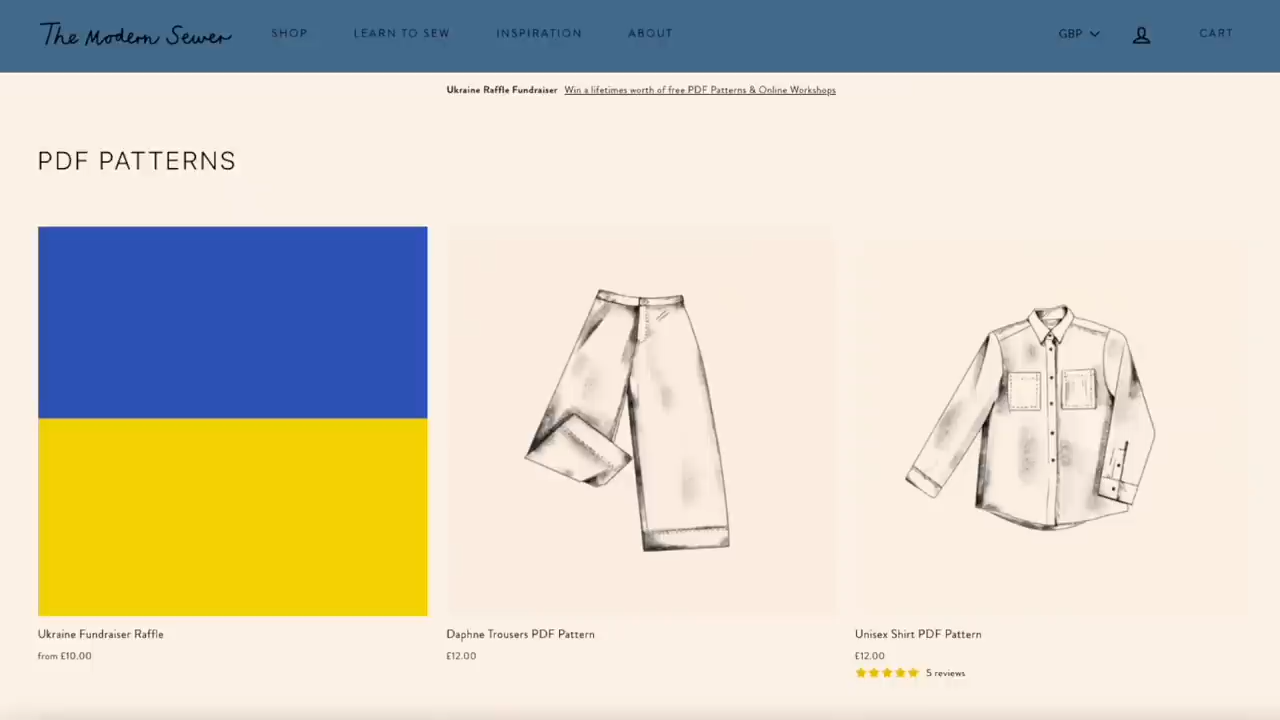 The Modern Sewer SHOP LEARN TO SEW INSPIRATION ABOUT GBP CART
Ukraine Raffle Fundraiser Win a lifetimes worth of free PDF Patterns & Online Workshops
PDF PATTERNS
Ukraine Fundraiser Raffle
from £10.00
Daphne Trousers PDF Pattern
£12.00
Unisex Shirt PDF Pattern
£12.00
5 reviews